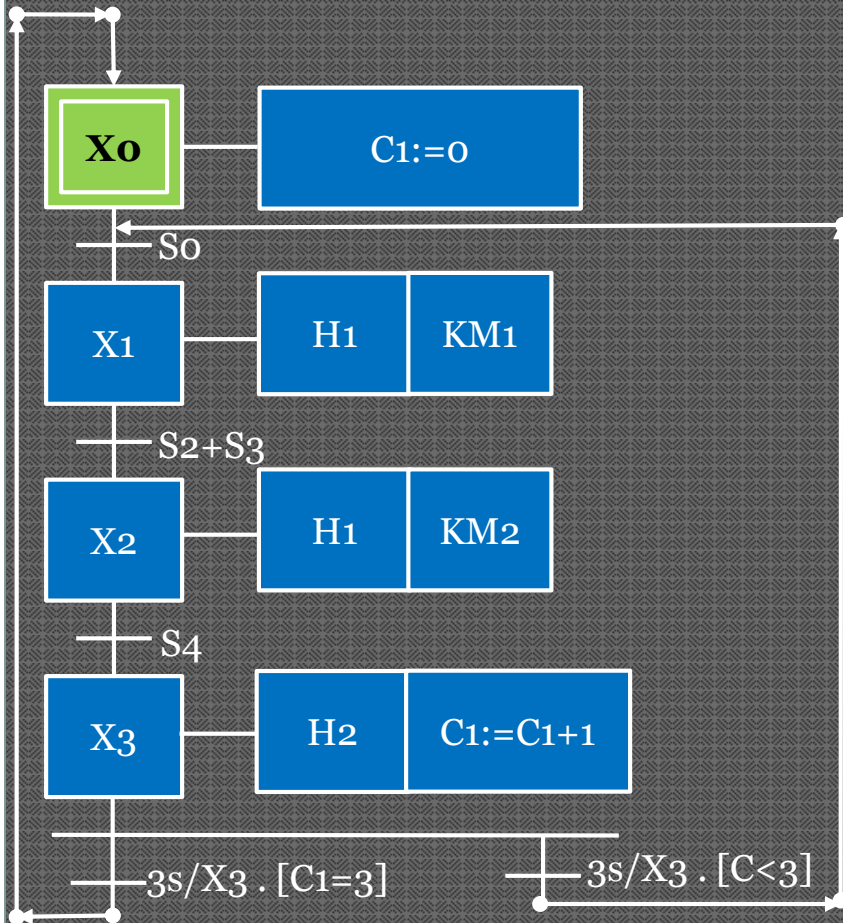 X0
C1:=0
S0
X1
H1
KM1
S2+S3
X2
H1
KM2
S4
X3
H2
C1:=C1+1
3s/X3 . [C1=3]
3s/X3 . [C<3]